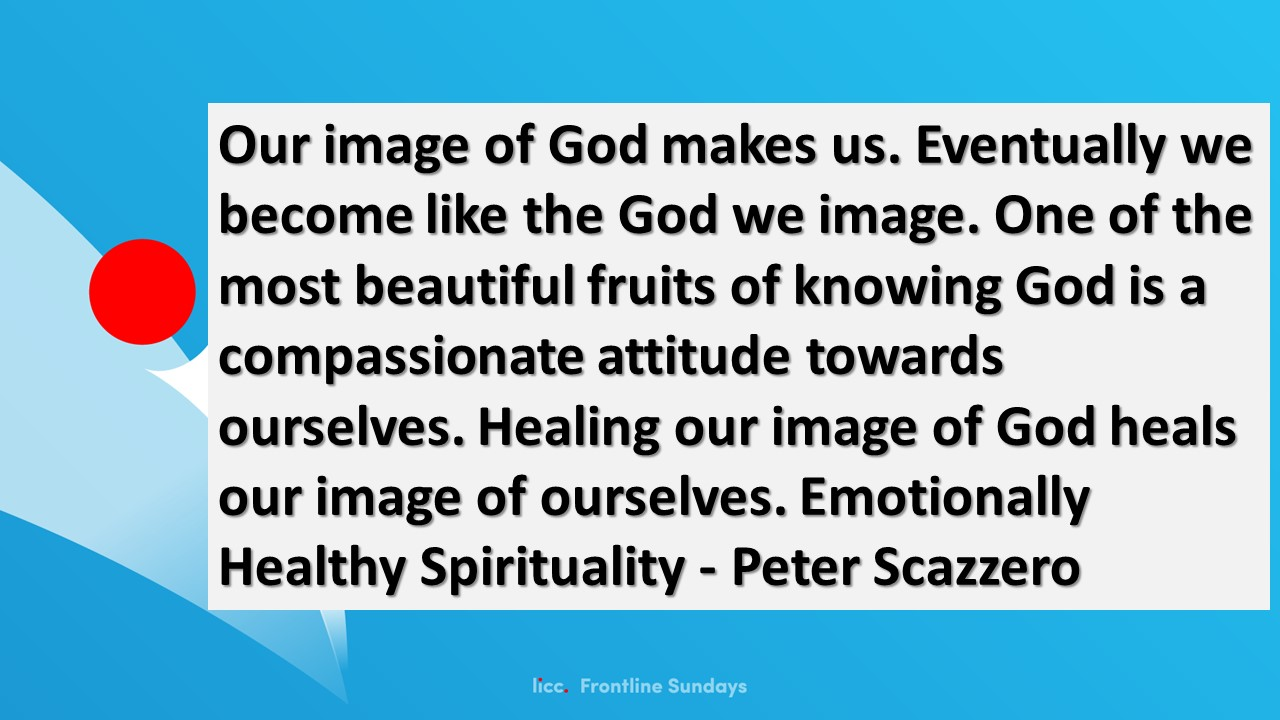 Our image of God makes us. Eventually we
become like the God we image. One of the
most beautiful fruits of knowing God is a
compassionate attitude towards
ourselves. Healing our image of God heals
our image of ourselves. Emotionally
Healthy Spirituality - Peter Scazzero
licc. Frontline Sundays